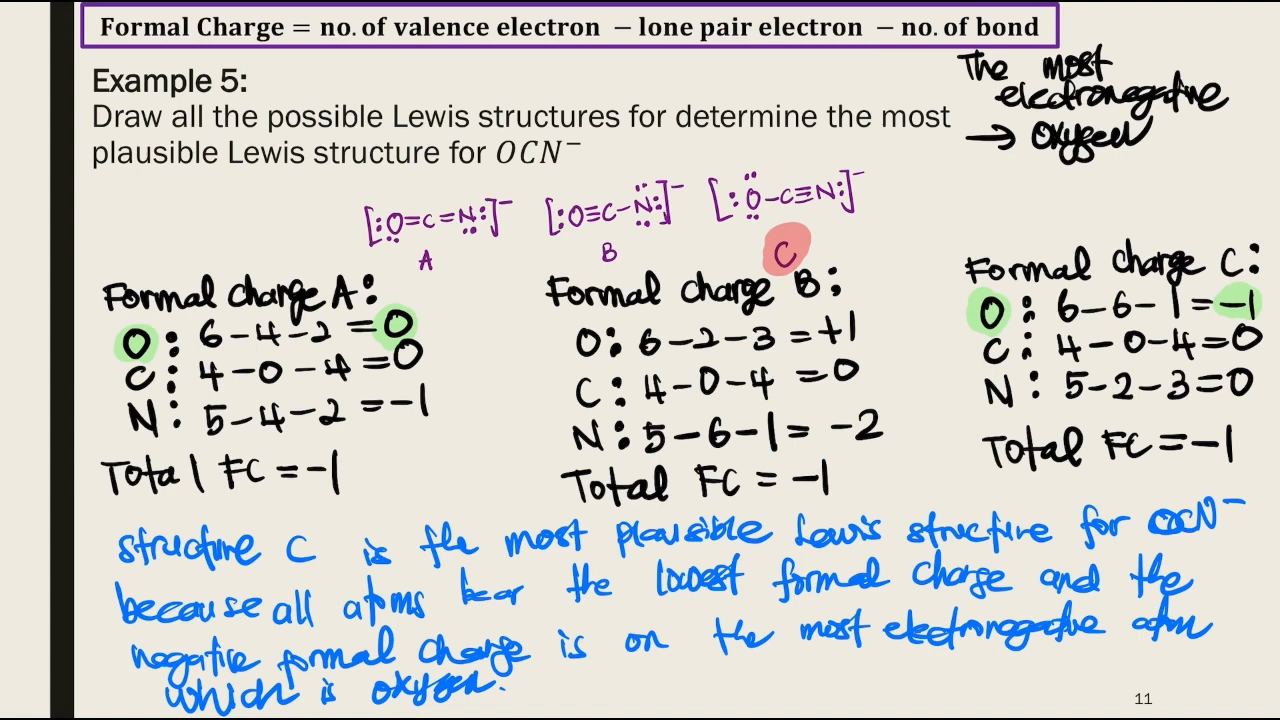 Formal Charge = no. of valence electron − lone pair electron − no. of bond
The most
electronegative
→ oxygen
Example 5:
Draw all the possible Lewis structures for determine the most
plausible Lewis structure for OCN⁻
[:Ö=C=N̈:]⁻ [:O≡C-N̈:]⁻ [:Ö-C≡N:]⁻
A B C
Formal charge A:
O: 6-4-2=0
C: 4-0-4=0
N: 5-4-2=-1
Total FC=-1
Formal charge B:
O: 6-2-3=+1
C: 4-0-4=0
N: 5-6-1=-2
Total FC=-1
Formal charge C:
O: 6-6-1=-1
C: 4-0-4=0
N: 5-2-3=0
Total FC=-1
structure C is the most plausible Lewis structure for OCN⁻
because all atoms bear the lowest formal charge and the
negative formal charge is on the most electronegative atom
which is oxygen.
11